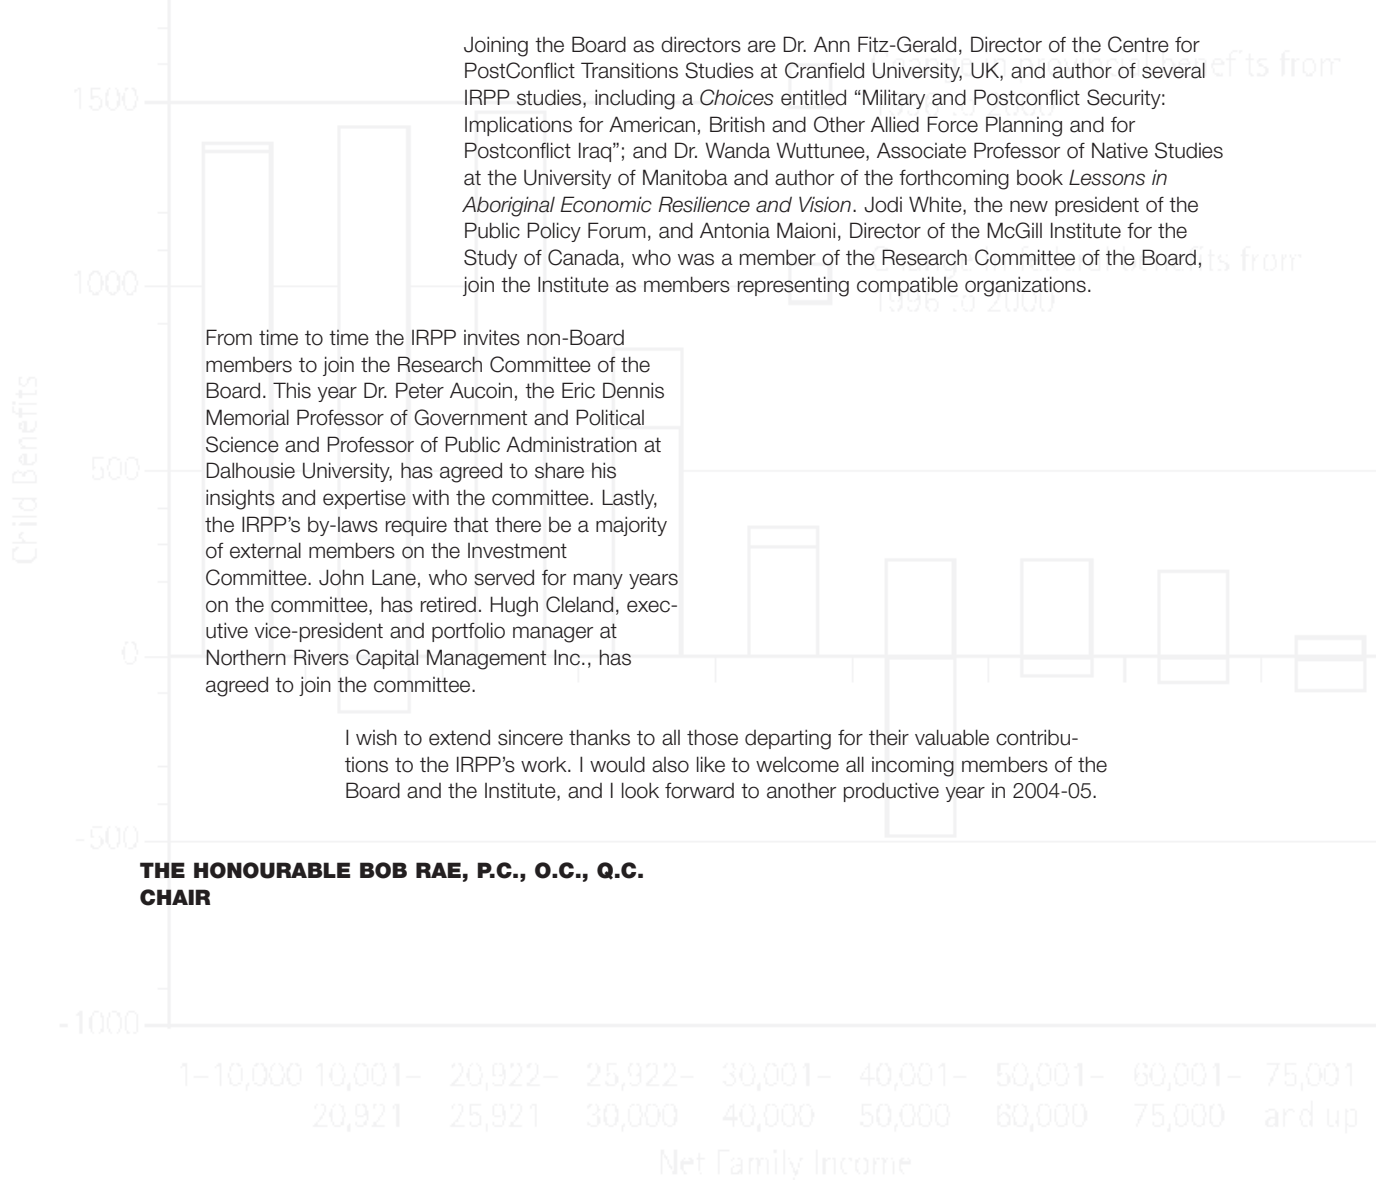 Joining the Board as directors are Dr. Ann Fitz-Gerald, Director of the Centre for
PostConflict Transitions Studies at Cranfield University, UK, and author of several
IRPP studies, including a Choices entitled “Military and Postconflict Security:
Implications for American, British and Other Allied Force Planning and for
Postconflict Iraq”; and Dr. Wanda Wuttunee, Associate Professor of Native Studies
at the University of Manitoba and author of the forthcoming book Lessons in
Aboriginal Economic Resilience and Vision. Jodi White, the new president of the
Public Policy Forum, and Antonia Maioni, Director of the McGill Institute for the
Study of Canada, who was a member of the Research Committee of the Board,
join the Institute as members representing compatible organizations.
From time to time the IRPP invites non-Board
members to join the Research Committee of the
Board. This year Dr. Peter Aucoin, the Eric Dennis
Memorial Professor of Government and Political
Science and Professor of Public Administration at
Dalhousie University, has agreed to share his
insights and expertise with the committee. Lastly,
the IRPP’s by-laws require that there be a majority
of external members on the Investment
Committee. John Lane, who served for many years
on the committee, has retired. Hugh Cleland, exec-
utive vice-president and portfolio manager at
Northern Rivers Capital Management Inc., has
agreed to join the committee.
I wish to extend sincere thanks to all those departing for their valuable contribu-
tions to the IRPP’s work. I would also like to welcome all incoming members of the
Board and the Institute, and I look forward to another productive year in 2004-05.
THE HONOURABLE BOB RAE, P.C., O.C., Q.C.
CHAIR
benefits from
benefits from
1996 to 2000
Child Benefits
1500
1000
500
0
-500
-1000
1–10,000 10,001– 20,922– 25,922– 30,001– 40,001– 50,001– 60,001– 75,001
20,921 25,921 30,000 40,000 50,000 60,000 75,000 and up
Net Family Income